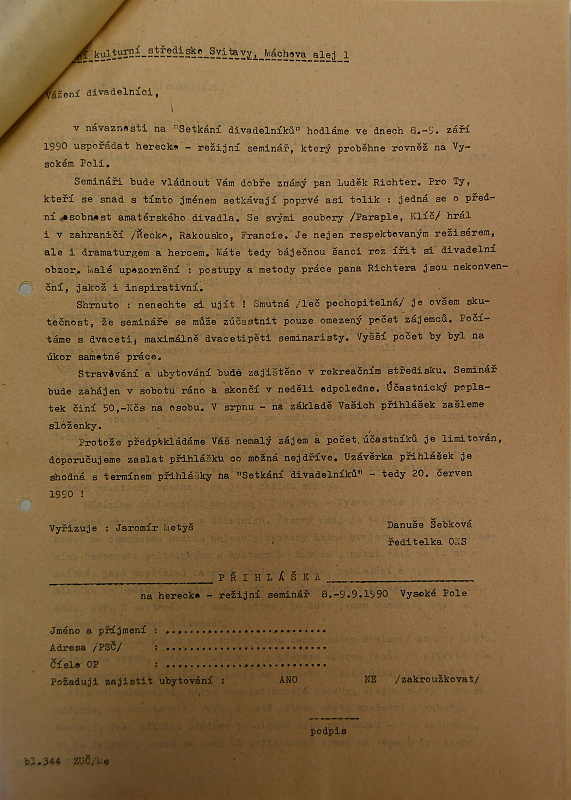 kulturní středisko Svitavy, Máchova alej 1
Vážení divadelníci,
v návaznosti na "Setkání divadelníků" hodláme ve dnech 8.-9. září
1990 uspořádat herecko - režijní seminář, který proběhne rovněž na Vy-
sokém Poli.
Semináři bude vládnout Vám dobře známý pan Luděk Richter. Pro Ty,
kteří se snad s tímto jménem setkávají poprvé asi tolik : jedná se o před-
ní osobnost amatérského divadla. Se svými soubory /Paraple, Klíč/ hrál
i v zahraničí /Řecko, Rakousko, Francie. Je nejen respektovaným režisérem,
ale i dramaturgem a hercem. Máte tedy báječnou šanci roz ířit si divadelní
obzor. Malé upozornění : postupy a metody práce pana Richtera jsou nekonven-
ční, jakož i inspirativní.
Shrnuto : nenechte si ujít ! Smutná /leč pochopitelná/ je ovšem sku-
tečnost, že semináře se může zúčastnit pouze omezený počet zájemců. Počí-
táme s dvaceti, maximálně dvacetipěti seminaristy. Vyšší počet by byl na
úkor samotné práce.
Stravování a ubytování bude zajištěno v rekreačním středisku. Seminář
bude zahájen v sobotu ráno a skončí v neděli odpoledne. Účastnický popla-
tek činí 50,-Kčs na osobu. V srpnu - na základě Vašich přihlášek zašleme
složenky.
Protože předpokládáme Váš nemalý zájem a počet účastníků je limitován,
doporučujeme zaslat přihlášku co možná nejdříve. Uzávěrka přihlášek je
shodná s termínem přihlášky na "Setkání divadelníků" - tedy 20. červen
1990 !
Vyřizuje : Jaromír Metyš
Danuše Šebková
ředitelka OKS
PŘIHLÁŠKA
na herecko - režijní seminář 8.-9.9.1990 Vysoké Pole
Jméno a příjmení : ..........................
Adresa /PSČ/ : ..........................
Číslo OP : ..........................
Požaduji zajistit ubytování : ANO NE /zakroužkovat/
podpis
bl.344 ZUČ/Me